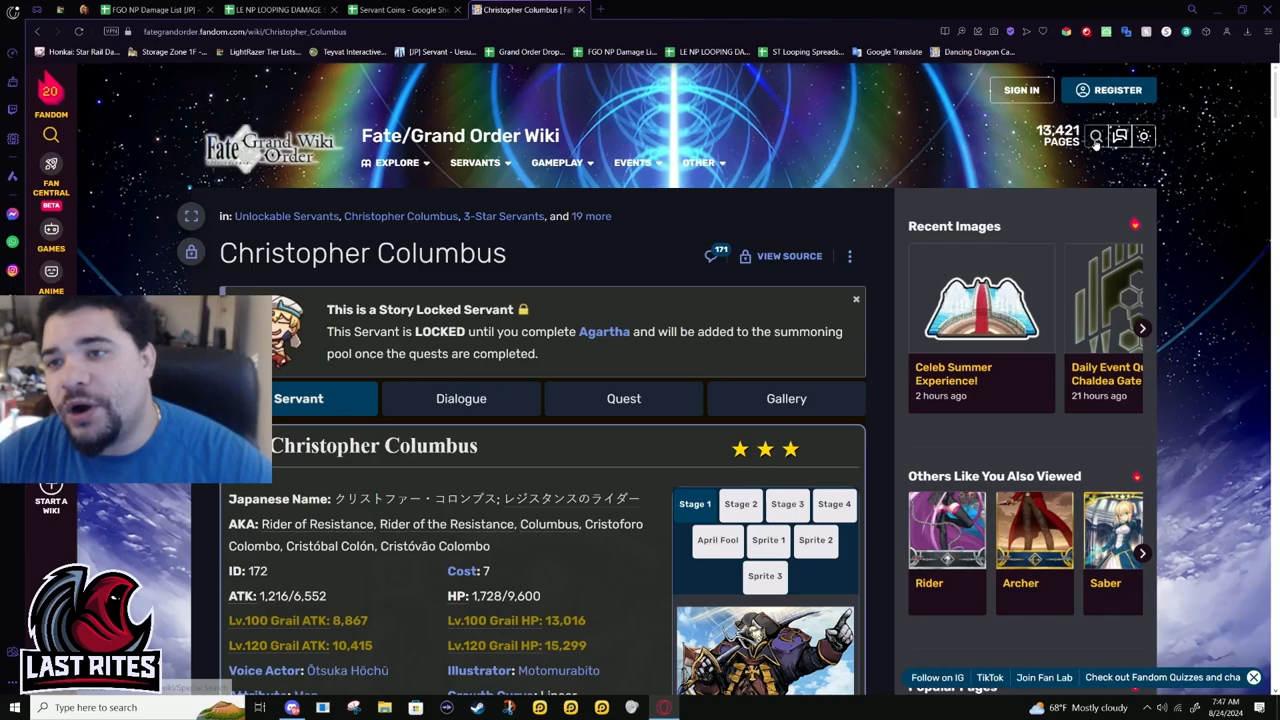 FGO NP Damage List [JP]
LE NP LOOPING DAMAGE
Servant Coins - Google She
Christopher Columbus | Fat
VPN
fategrandorder.fandom.com/wiki/Christopher_Columbus
Honkai: Star Rail Da...
Storage Zone 1F - ...
LightRazer Tier Lists...
Teyvat Interactive...
[JP] Servant - Uesu...
Grand Order Drop...
FGO NP Damage Li...
LE NP LOOPING DA...
ST Looping Spreads...
Google Translate
Dancing Dragon Ca...
20
FANDOM
FAN
CENTRAL
BETA
GAMES
ANIME
START A
WIKI
SIGN IN
REGISTER
Fate Grand Wiki
Order
Fate/Grand Order Wiki
13,421
PAGES
EXPLORE
SERVANTS
GAMEPLAY
EVENTS
OTHER
in: Unlockable Servants, Christopher Columbus, 3-Star Servants, and 19 more
Christopher Columbus
171
VIEW SOURCE
This is a Story Locked Servant
This Servant is LOCKED until you complete Agartha and will be added to the summoning
pool once the quests are completed.
Servant
Dialogue
Quest
Gallery
Christopher Columbus
Japanese Name: クリストファー・コロンブス; レジスタンスのライダー
AKA: Rider of Resistance, Rider of the Resistance, Columbus, Cristoforo
Colombo, Cristóbal Colón, Cristóvão Colombo
ID: 172
Cost: 7
ATK: 1,216/6,552
HP: 1,728/9,600
Lv.100 Grail ATK: 8,867
Lv.100 Grail HP: 13,016
Lv.120 Grail ATK: 10,415
Lv.120 Grail HP: 15,299
Voice Actor: Ōtsuka Hōchū
Illustrator: Motomurabito
Attribute: Man
Growth Curve: Linear
Stage 1
Stage 2
Stage 3
Stage 4
April Fool
Sprite 1
Sprite 2
Sprite 3
Recent Images
Celeb Summer
Experience!
2 hours ago
Daily Event Qu
Chaldea Gate
21 hours ago
Others Like You Also Viewed
Rider
Archer
Saber
Follow on IG
TikTok
Join Fan Lab
Check out Fandom Quizzes and cha
Popular Pages
LAST RITES
Type here to search
68°F Mostly cloudy
7:47 AM
8/24/2024